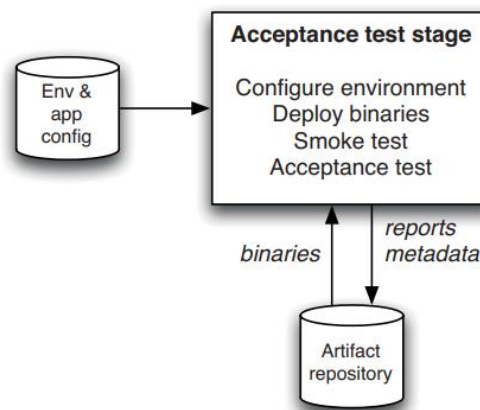 Acceptance test stage
Env &
app
config
Configure environment
Deploy binaries
Smoke test
Acceptance test
binaries
reports
metadata
Artifact
repository